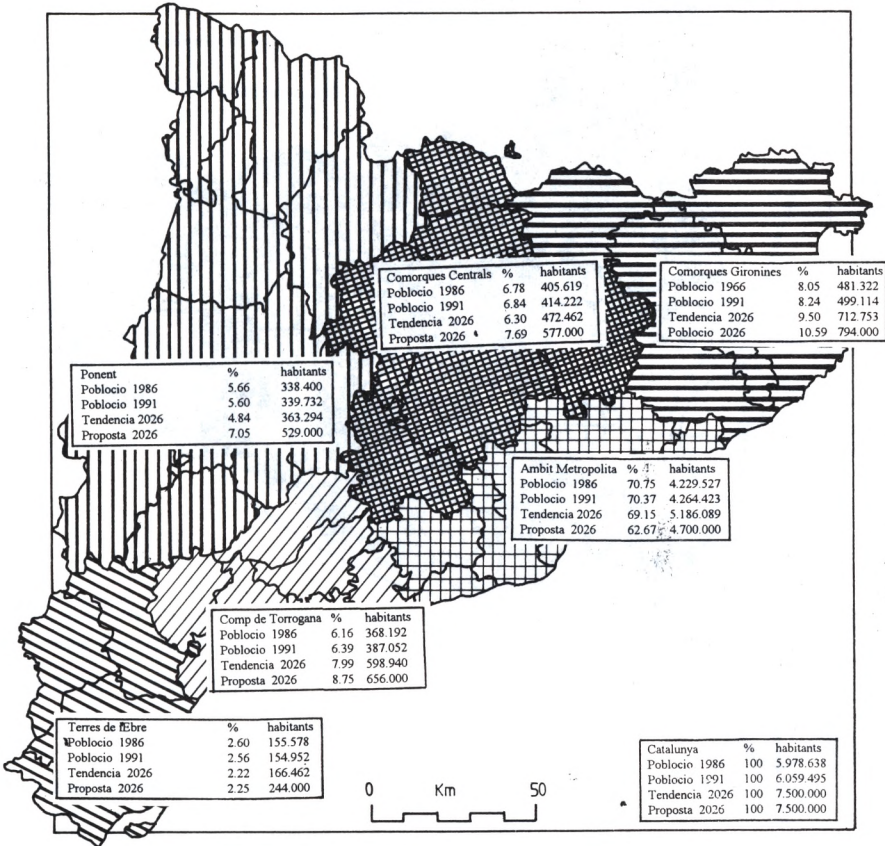 Comorques Centrals % habitants
Poblocio 1986 6.78 405.619
Poblocio 1991 6.84 414.222
Tendencia 2026 6.30 472.462
Proposta 2026 7.69 577.000
Comorques Gironines % habitants
Poblocio 1966 8.05 481.322
Poblocio 1991 8.24 499.114
Tendencia 2026 9.50 712.753
Poblocio 2026 10.59 794.000
Ponent % habitants
Poblocio 1986 5.66 338.400
Poblocio 1991 5.60 339.732
Tendencia 2026 4.84 363.294
Proposta 2026 7.05 529.000
Ambit Metropolita % habitants
Poblocio 1986 70.75 4.229.527
Poblocio 1991 70.37 4.264.423
Tendencia 2026 69.15 5.186.089
Proposta 2026 62.67 4.700.000
Comp de Torrogana % habitants
Poblocio 1986 6.16 368.192
Poblocio 1991 6.39 387.052
Tendencia 2026 7.99 598.940
Proposta 2026 8.75 656.000
Terres de l'Ebre % habitants
Poblocio 1986 2.60 155.578
Poblocio 1991 2.56 154.952
Tendencia 2026 2.22 166.462
Proposta 2026 2.25 244.000
Catalunya % habitants
Poblocio 1986 100 5.978.638
Poblocio 1991 100 6.059.495
Tendencia 2026 100 7.500.000
Proposta 2026 100 7.500.000
0 Km 50